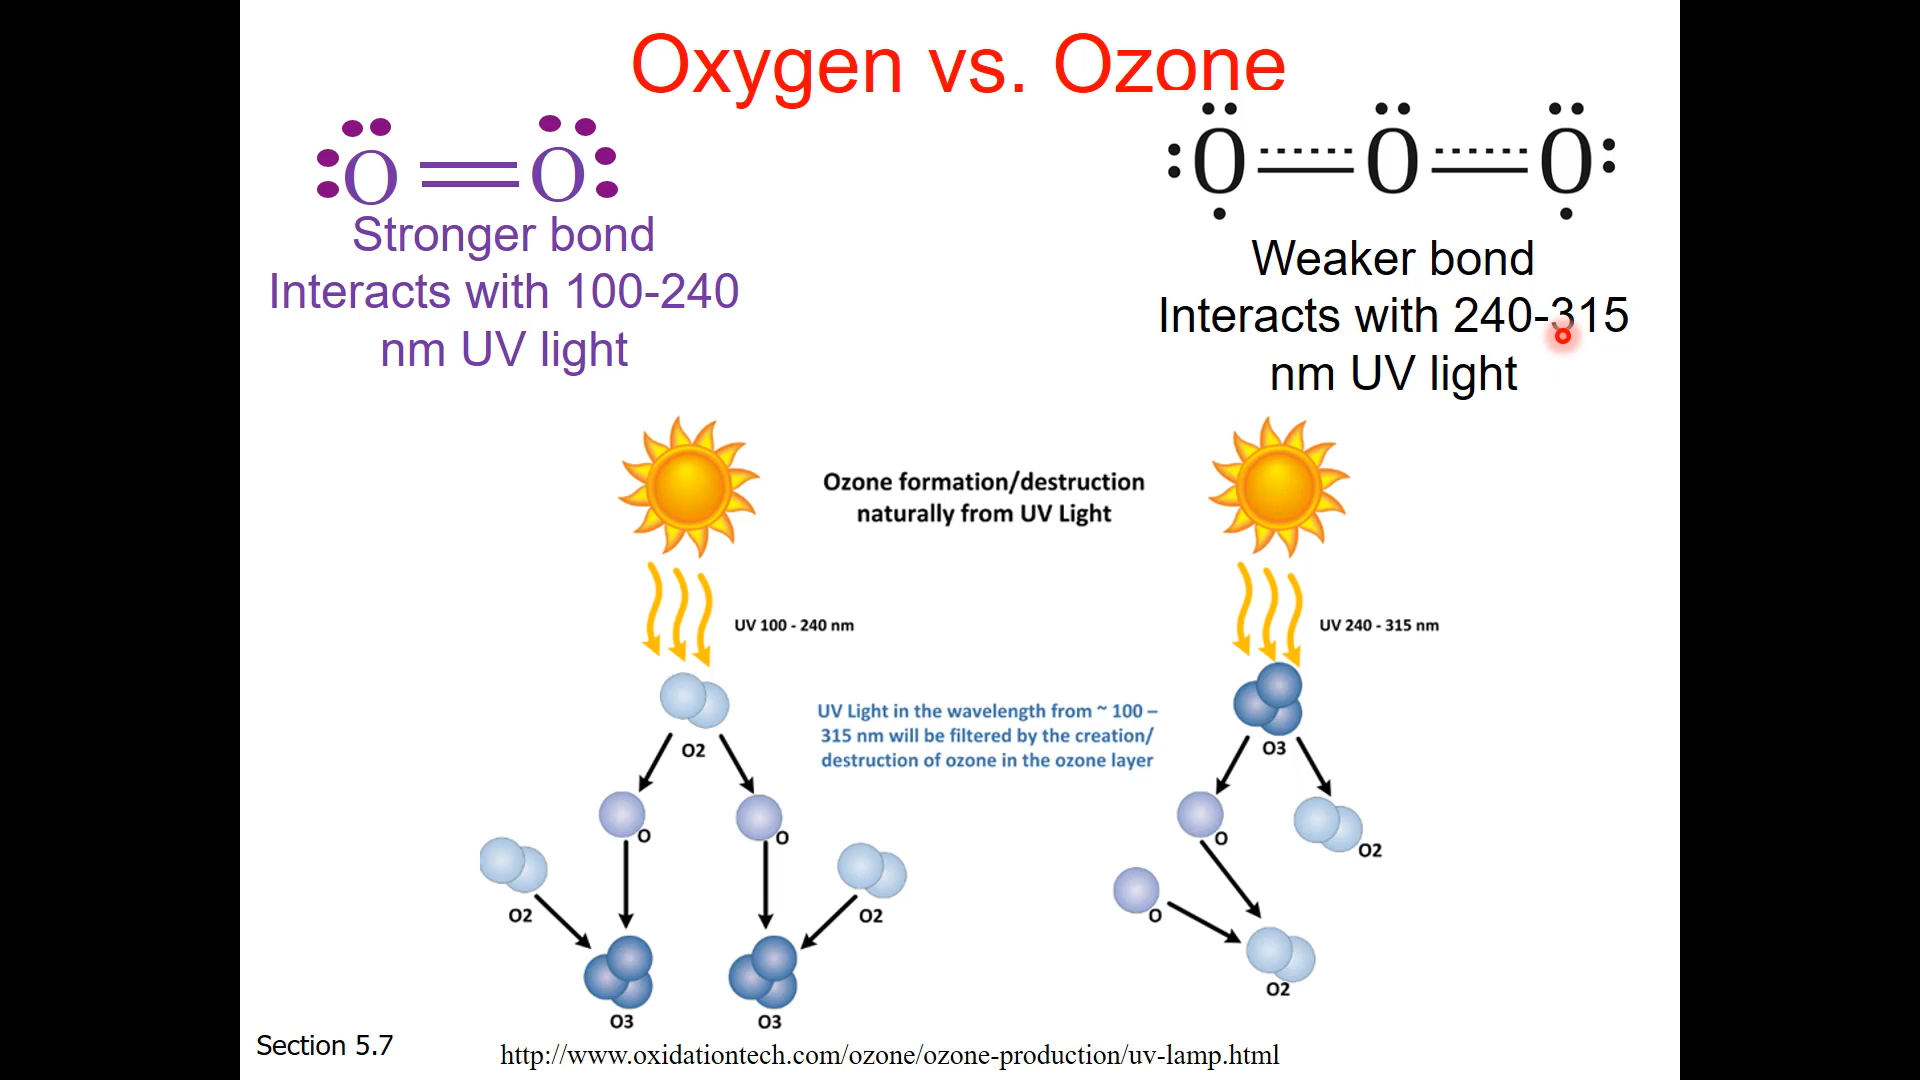 Oxygen vs. Ozone
O = O
Stronger bond
Interacts with 100-240
nm UV light
O O O
Weaker bond
Interacts with 240-315
nm UV light
Ozone formation/destruction
naturally from UV Light
UV 100 - 240 nm
UV 240 - 315 nm
UV Light in the wavelength from ~ 100 –
315 nm will be filtered by the creation/
destruction of ozone in the ozone layer
O2
O
O
O2
O2
O3
O3
O3
O
O2
O
O2
Section 5.7
http://www.oxidationtech.com/ozone/ozone-production/uv-lamp.html